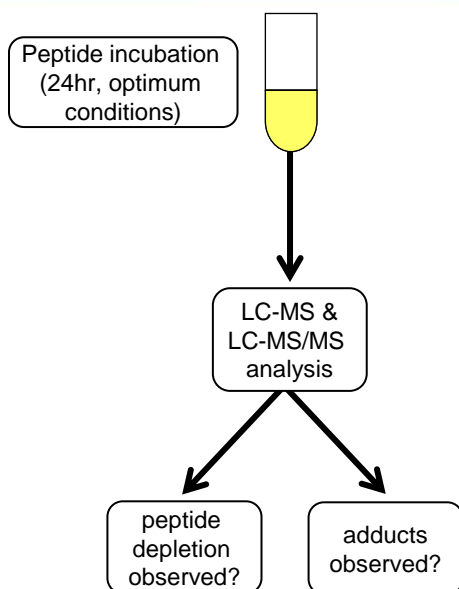 Peptide incubation
(24hr, optimum
conditions)
LC-MS &
LC-MS/MS
analysis
peptide
depletion
observed?
adducts
observed?